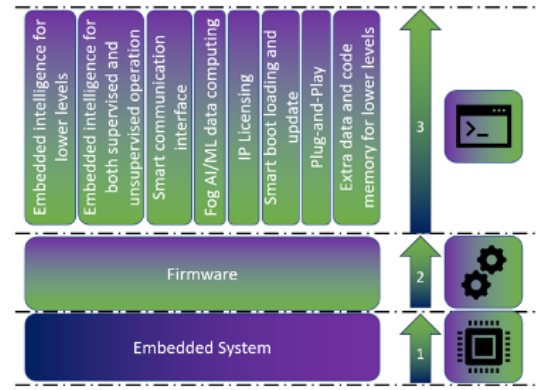 Embedded intelligence for
lower levels
Embedded intelligence for
both supervised and
unsupervised operation
Smart communication
interface
Fog AI/ML data computing
IP Licensing
Smart boot loading and
update
Plug-and-Play
Extra data and code
memory for lower levels
3
>_
Firmware
2
Embedded System
1